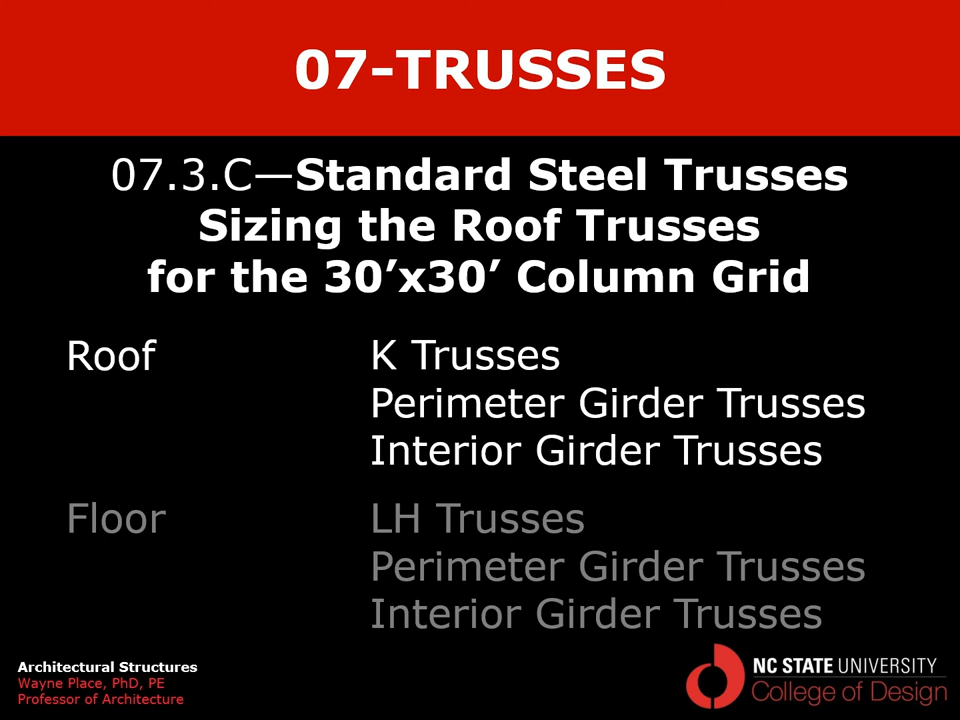 07-TRUSSES
07.3.C—Standard Steel Trusses
Sizing the Roof Trusses
for the 30’x30’ Column Grid
Roof
K Trusses
Perimeter Girder Trusses
Interior Girder Trusses
Floor
LH Trusses
Perimeter Girder Trusses
Interior Girder Trusses
Architectural Structures
Wayne Place, PhD, PE
Professor of Architecture
NC STATE UNIVERSITY
College of Design